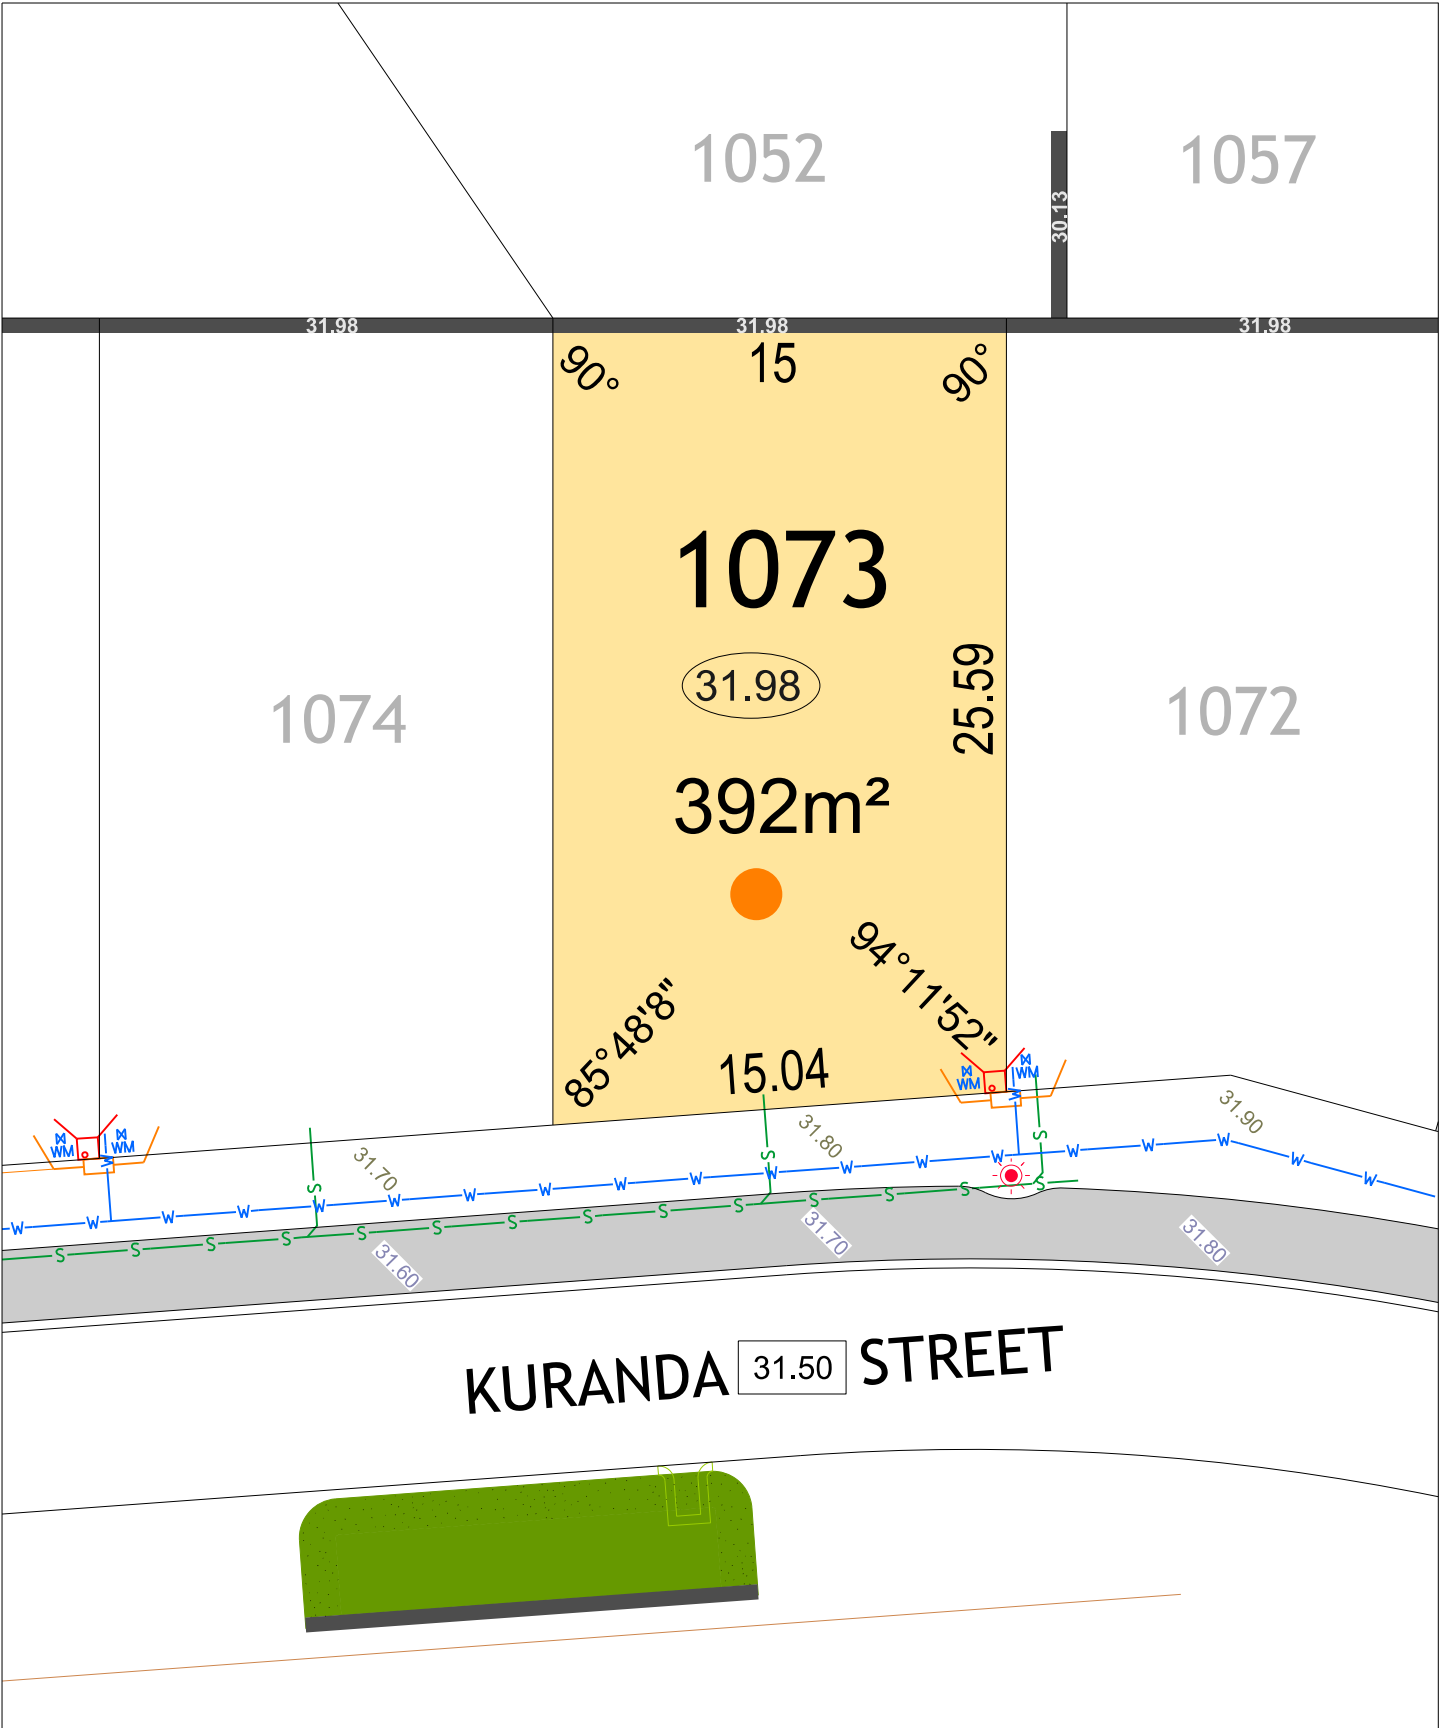 1052
1057
30.13
31.98
31.98
31.98
90°
15
90°
1073
31.98
25.59
1074
1072
392m²
94°11'52"
85°48'8"
15.04
WM
WM
W
WM
WM
W
31.80
31.90
31.70
S
S
S
W W W W W W W W W W W W W W W W W W W
S S S S S S S S S S S S S S
31.70
31.80
31.60
KURANDA 31.50 STREET